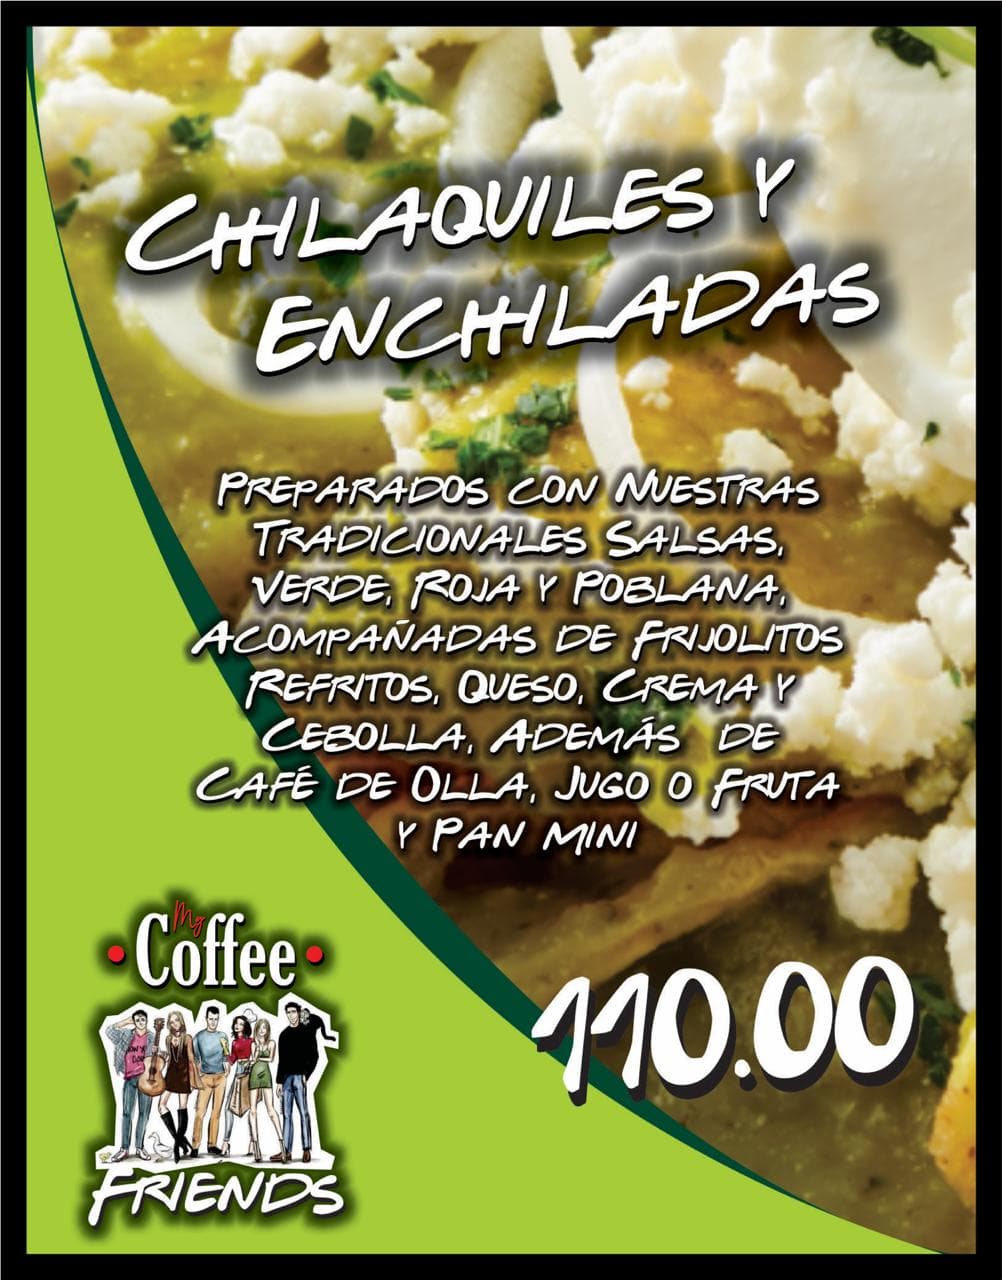 CHILAQUILES Y
ENCHILADAS
PREPARADOS CON NUESTRAS
TRADICIONALES SALSAS,
VERDE, ROJA Y POBLANA,
ACOMPAÑADAS DE FRIJOLITOS
REFRITOS, QUESO, CREMA Y
CEBOLLA, ADEMÁS DE
CAFÉ DE OLLA, JUGO O FRUTA
Y PAN MINI
110.00
My
• Coffee •
FRIENDS